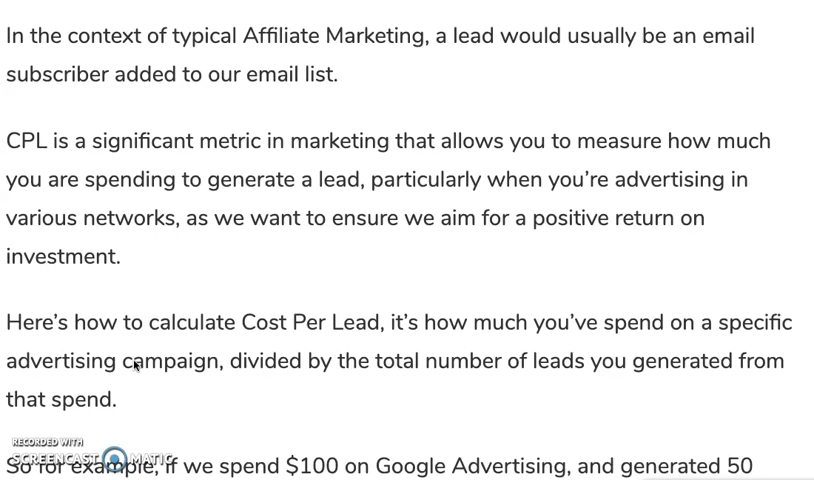 In the context of typical Affiliate Marketing, a lead would usually be an email
subscriber added to our email list.
CPL is a significant metric in marketing that allows you to measure how much
you are spending to generate a lead, particularly when you're advertising in
various networks, as we want to ensure we aim for a positive return on
investment.
Here's how to calculate Cost Per Lead, it's how much you've spend on a specific
advertising campaign, divided by the total number of leads you generated from
that spend.
RECORDED WITH
SCREENCAST MATIC
So for example, if we spend $100 on Google Advertising, and generated 50